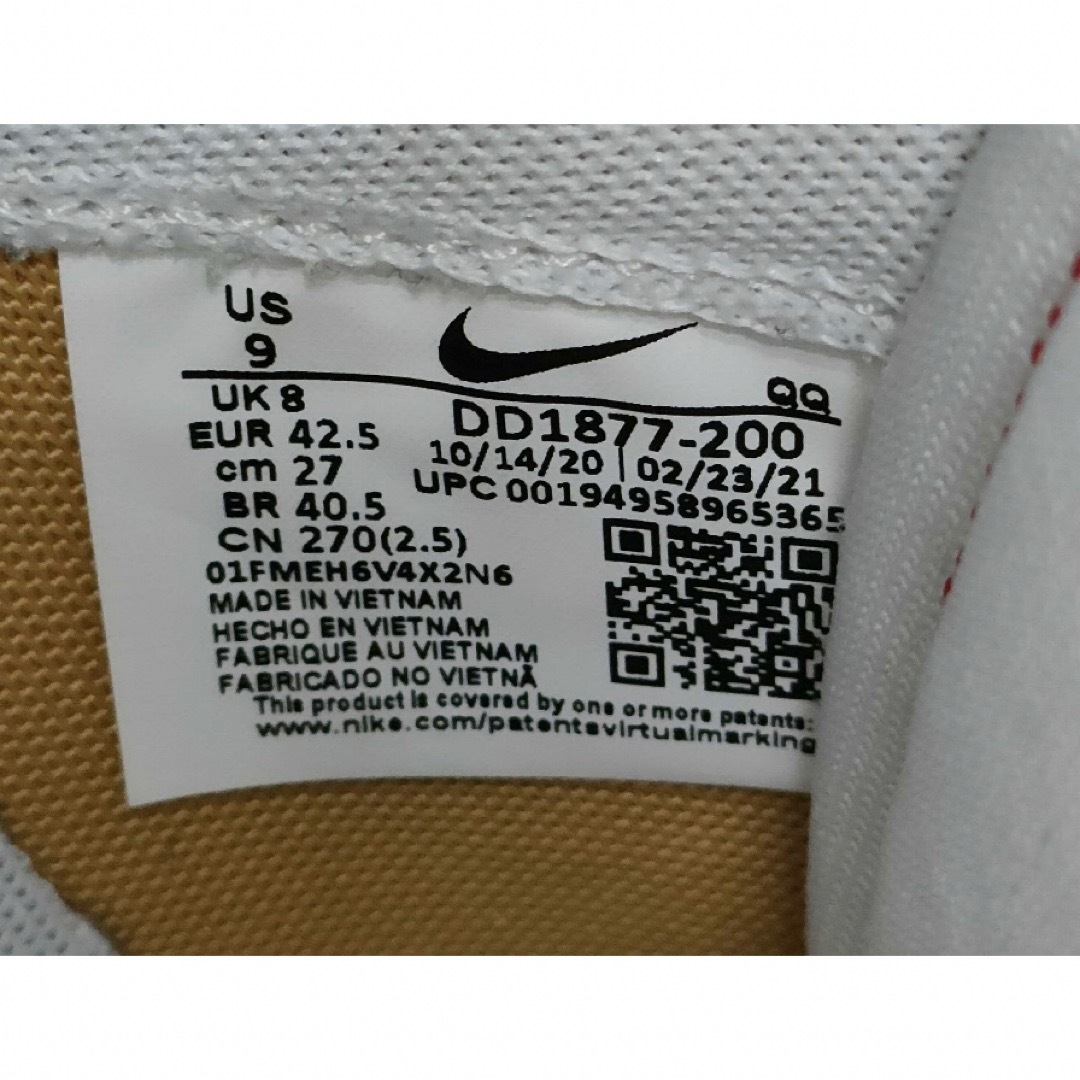 US
9
QQ
UK 8
DD1877-200
EUR 42.5
10/14/20 | 02/23/21
cm 27
UPC 00194958965365
BR 40.5
CN 270(2.5)
01FMEH6V4X2N6
MADE IN VIETNAM
HECHO EN VIETNAM
FABRIQUE AU VIETNAM
FABRICADO NO VIETNÃ
This product is covered by one or more patents:
www.nike.com/patentsvirtualmarking